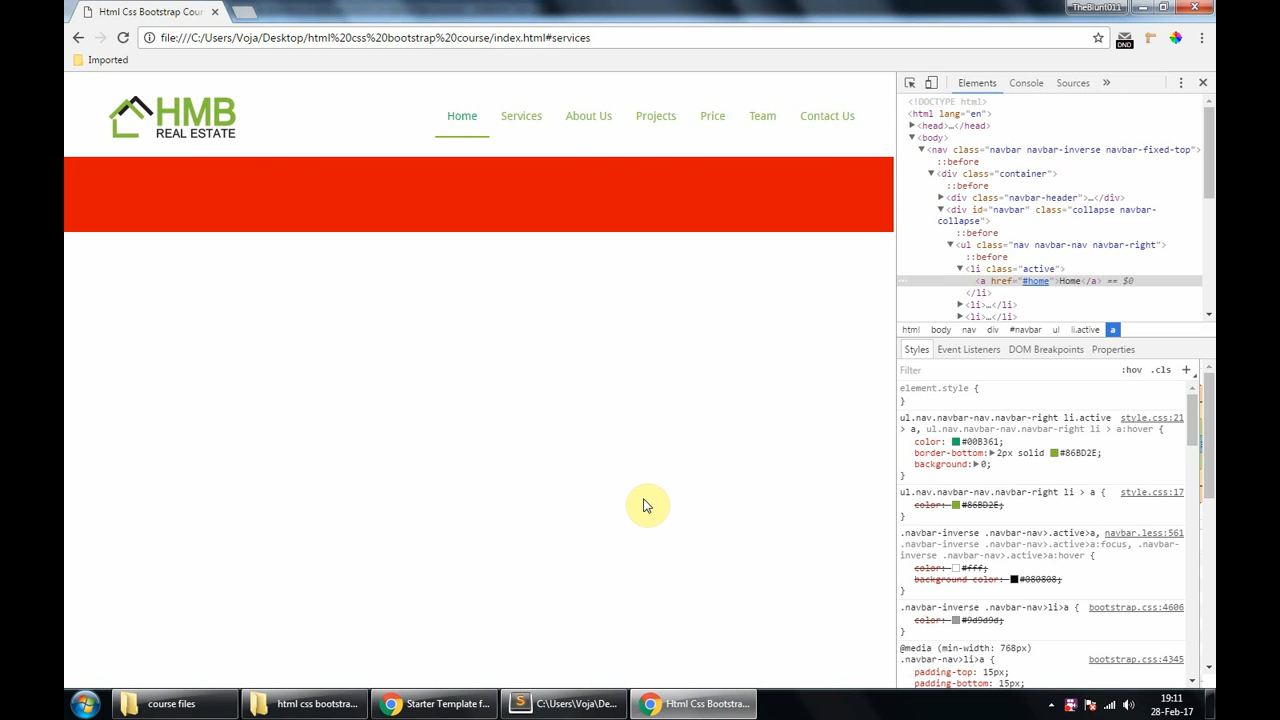 Html Css Bootstrap Cour
TheBlunt011
file:///C:/Users/Voja/Desktop/html%20css%20bootstrap%20course/index.html#services
DND
Imported
HMB
REAL ESTATE
Home Services About Us Projects Price Team Contact Us
Elements Console Sources »
<!DOCTYPE html>
<html lang="en">
<head>…</head>
<body>
<nav class="navbar navbar-inverse navbar-fixed-top">
::before
<div class="container">
::before
<div class="navbar-header">…</div>
<div id="navbar" class="collapse navbar-
collapse">
::before
<ul class="nav navbar-nav navbar-right">
::before
<li class="active">
<a href="#home">Home</a> == $0
</li>
<li>…</li>
<li>…</li>
html body nav div #navbar ul li.active a
Styles Event Listeners DOM Breakpoints Properties
Filter :hov .cls +
element.style {
}
ul.nav.navbar-nav.navbar-right li.active style.css:21
> a, ul.nav.navbar-nav.navbar-right li > a:hover {
color: #00B361;
border-bottom: 2px solid #86BD2E;
background: 0;
}
ul.nav.navbar-nav.navbar-right li > a { style.css:17
color: #86BD2E;
}
.navbar-inverse .navbar-nav>.active>a, navbar.less:561
.navbar-inverse .navbar-nav>.active>a:focus, .navbar-
inverse .navbar-nav>.active>a:hover {
color: #fff;
background-color: #080808;
}
.navbar-inverse .navbar-nav>li>a { bootstrap.css:4606
color: #9d9d9d;
}
@media (min-width: 768px)
.navbar-nav>li>a { bootstrap.css:4345
padding-top: 15px;
padding-bottom: 15px;
course files
html css bootstra...
Starter Template f...
C:\Users\Voja\De...
Html Css Bootstra...
19:11
28-Feb-17